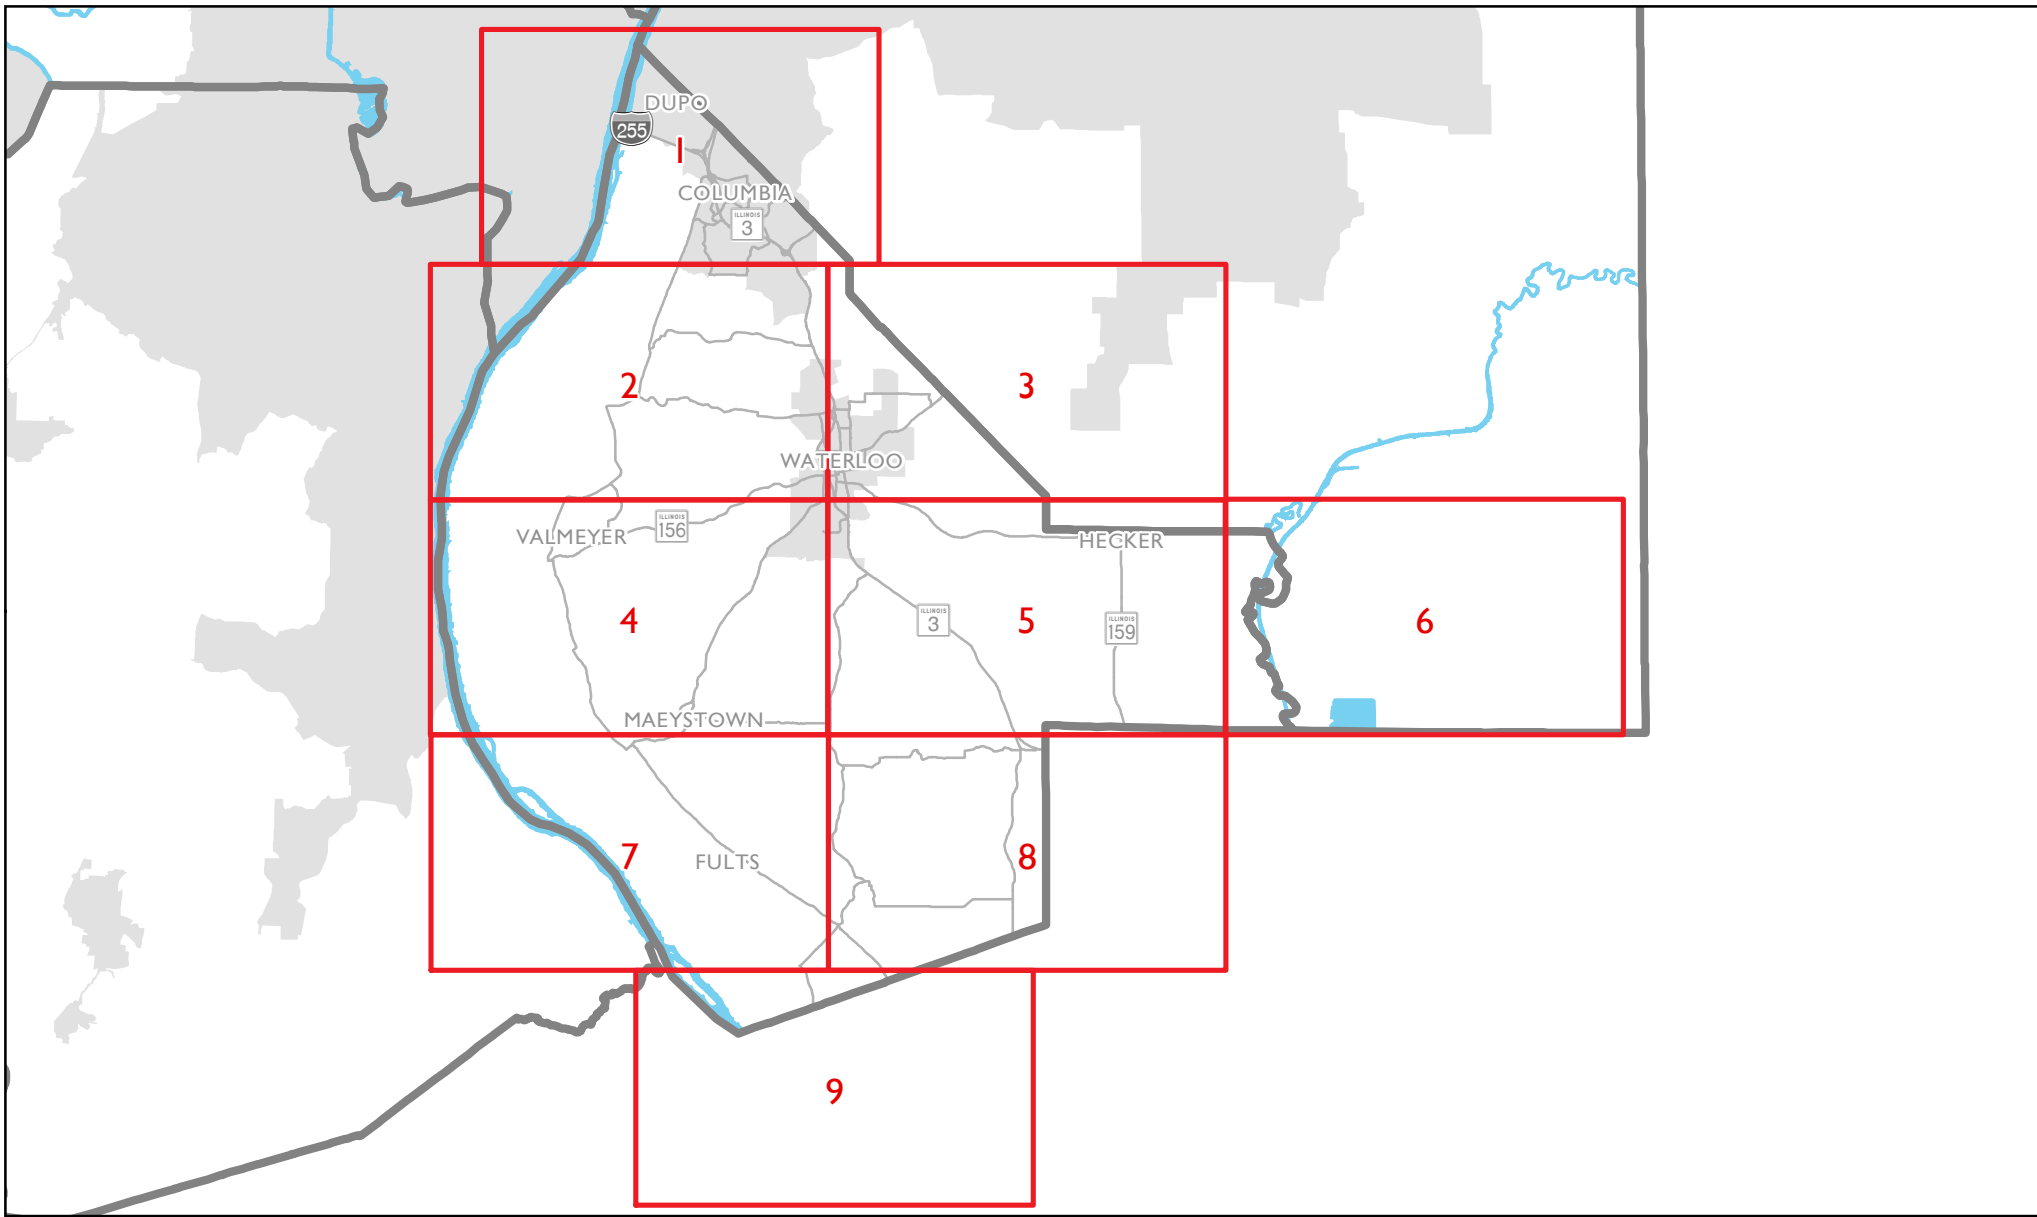 DUPO
255
1
COLUMBIA
ILLINOIS
3
2
3
WATERLOO
VALMEYER
ILLINOIS
156
HECKER
4
ILLINOIS
3
5
ILLINOIS
159
6
MAEYSTOWN
7
FULTS
8
9